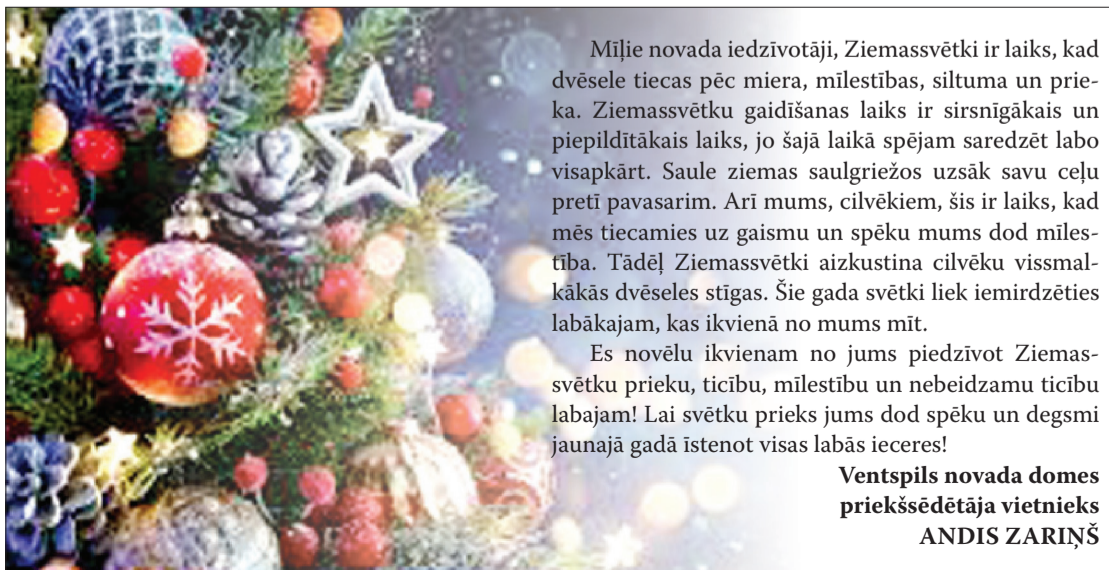 Mīļie novada iedzīvotāji, Ziemassvētki ir laiks, kad
dvēsele tiecas pēc miera, mīlestības, siltuma un prie-
ka. Ziemassvētku gaidīšanas laiks ir sirsnīgākais un
piepildītākais laiks, jo šajā laikā spējam saredzēt labo
visapkārt. Saule ziemas saulgriežos uzsāk savu ceļu
pretī pavasarim. Arī mums, cilvēkiem, šis ir laiks, kad
mēs tiecamies uz gaismu un spēku mums dod mīles-
tība. Tādēļ Ziemassvētki aizkustina cilvēku vissmal-
kākās dvēseles stīgas. Šie gada svētki liek iemirdzēties
labākajam, kas ikvienā no mums mīt.
Es novēlu ikvienam no jums piedzīvot Ziemas-
svētku prieku, ticību, mīlestību un nebeidzamu ticību
labajam! Lai svētku prieks jums dod spēku un degsmi
jaunajā gadā īstenot visas labās ieceres!
Ventspils novada domes
priekšsēdētāja vietnieks
ANDIS ZARIŅŠ